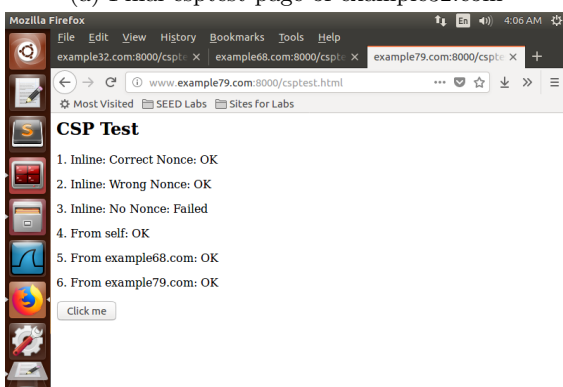 (d) Final csptest page of example32.com
Mozilla Firefox En 4:06 AM
File Edit View History Bookmarks Tools Help
example32.com:8000/cspte × example68.com:8000/cspte × example79.com:8000/cspte × +
www.example79.com:8000/csptest.html
Most Visited SEED Labs Sites for Labs
CSP Test
1. Inline: Correct Nonce: OK
2. Inline: Wrong Nonce: OK
3. Inline: No Nonce: Failed
4. From self: OK
5. From example68.com: OK
6. From example79.com: OK
Click me